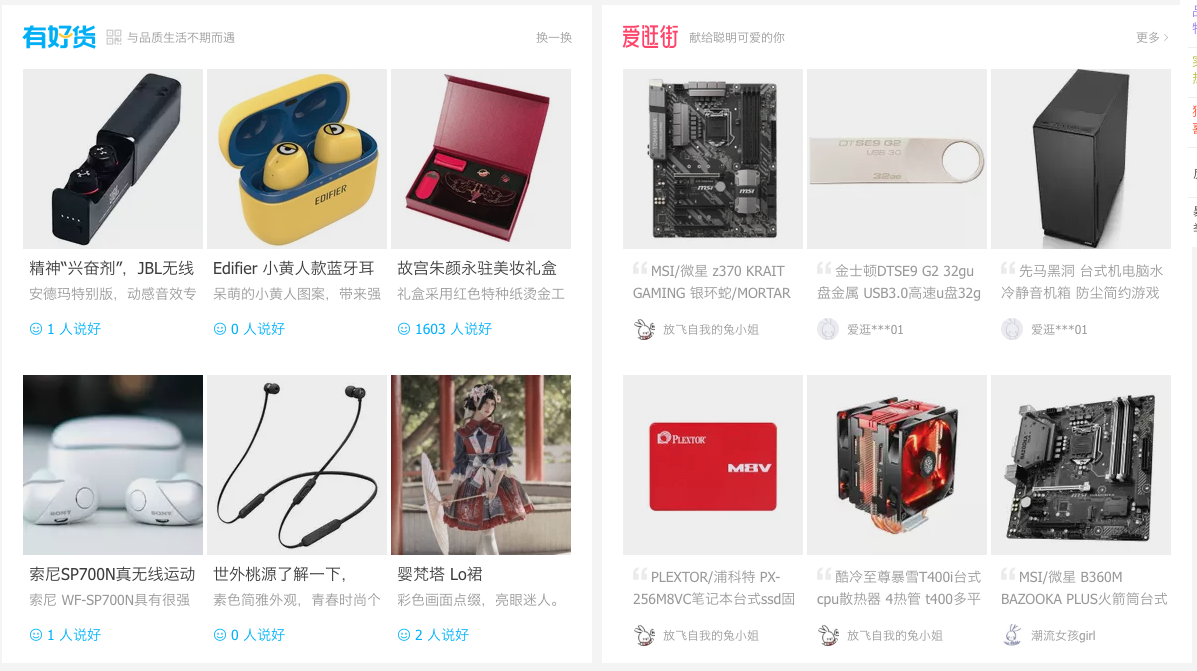 有好货 与品质生活不期而遇 换一换
JBL
EDIFIER
精神“兴奋剂”，JBL无线
安德玛特别版，动感音效专
1 人说好
Edifier 小黄人款蓝牙耳
呆萌的小黄人图案，带来强
0 人说好
故宫朱颜永驻美妆礼盒
礼盒采用红色特种纸烫金工
1603 人说好
SONY
SONY
索尼SP700N真无线运动
索尼 WF-SP700N具有很强
1 人说好
世外桃源了解一下，
素色简雅外观，青春时尚个
0 人说好
婴梵塔 Lo裙
彩色画面点缀，亮眼迷人。
2 人说好
爱逛街 献给聪明可爱的你 更多
msi
DTSE9 G2
USB 3.0
32GB
MSI/微星 z370 KRAIT
GAMING 银环蛇/MORTAR
放飞自我的兔小姐
金士顿DTSE9 G2 32gu
盘金属 USB3.0高速u盘32g
爱逛***01
先马黑洞 台式机电脑水
冷静音机箱 防尘简约游戏
爱逛***01
PLEXTOR
M8V
PLEXTOR/浦科特 PX-
256M8VC笔记本台式ssd固
放飞自我的兔小姐
酷冷至尊暴雪T400i台式
cpu散热器 4热管 t400多平
放飞自我的兔小姐
MSI/微星 B360M
BAZOOKA PLUS火箭筒台式
潮流女孩girl